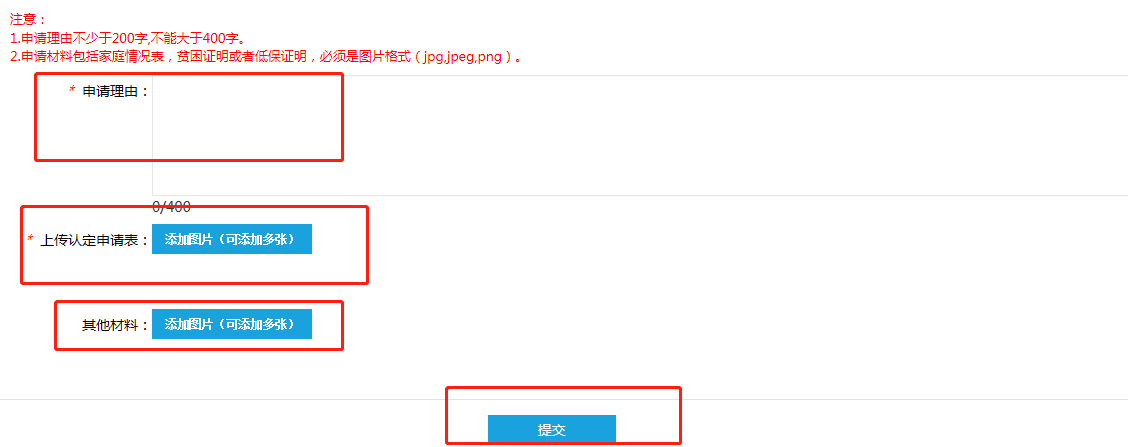 注意：
1.申请理由不少于200字,不能大于400字。
2.申请材料包括家庭情况表，贫困证明或者低保证明，必须是图片格式（jpg,jpeg,png）。
* 申请理由：
0/400
* 上传认定申请表： 添加图片（可添加多张）
其他材料： 添加图片（可添加多张）
提交